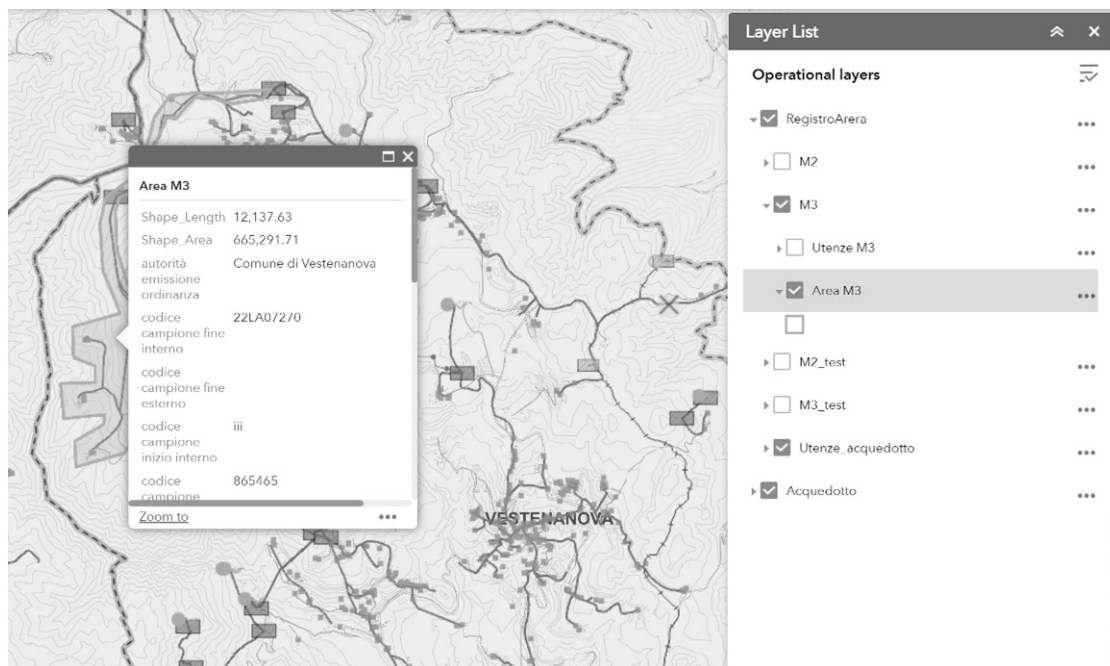 Layer List
Operational layers
RegistroArera
M2
M3
Utenze M3
Area M3
M2_test
M3_test
Utenze_acquedotto
Acquedotto
Area M3
Shape_Length 12,137.63
Shape_Area 665,291.71
autorità Comune di Vestenanova
emissione
ordinanza
codice 22LA07270
campione fine
interno
codice
campione fine
esterno
codice iii
campione
inizio interno
codice 865465
campione
Zoom to
VESTENANOVA